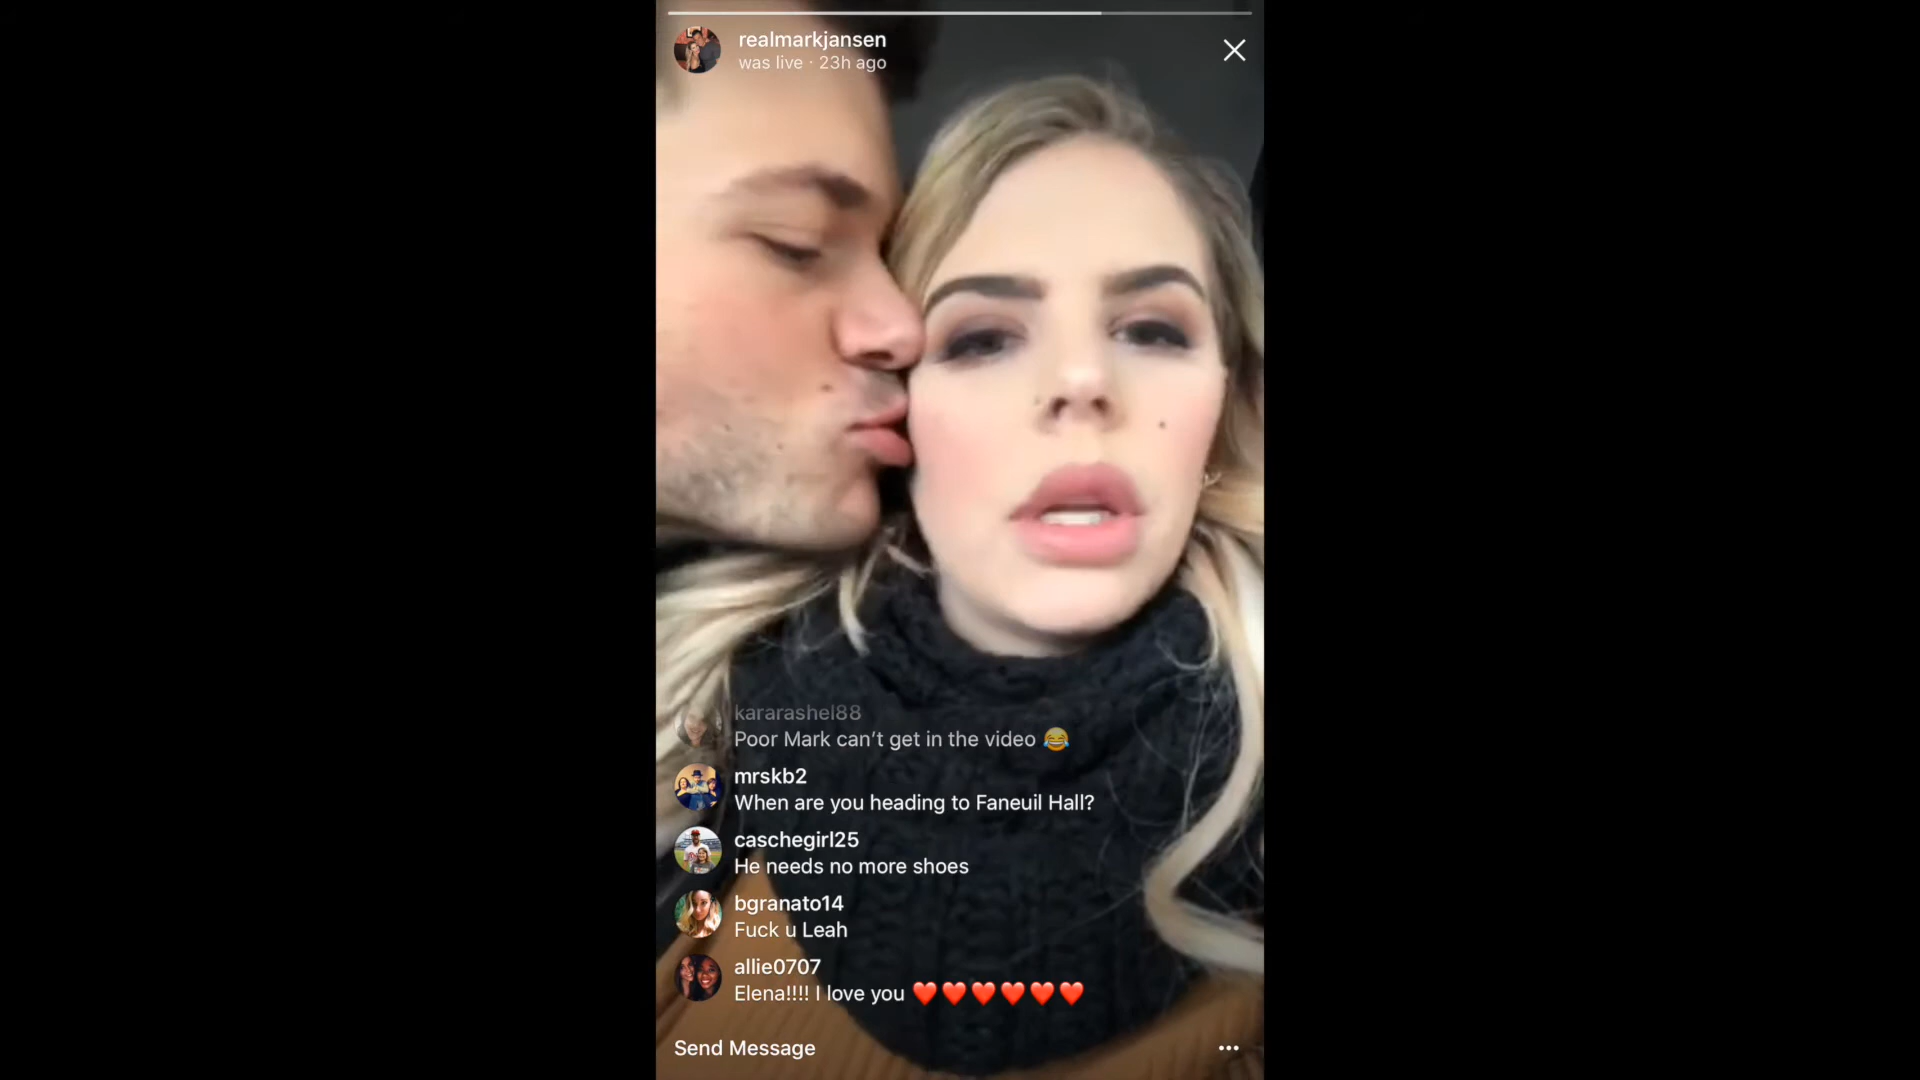 realmarkjansen
was live · 23h ago
kararashel88
Poor Mark can’t get in the video 😂
mrskb2
When are you heading to Faneuil Hall?
caschegirl25
He needs no more shoes
bgranato14
Fuck u Leah
allie0707
Elena!!!! I love you ❤️❤️❤️❤️❤️❤️
Send Message